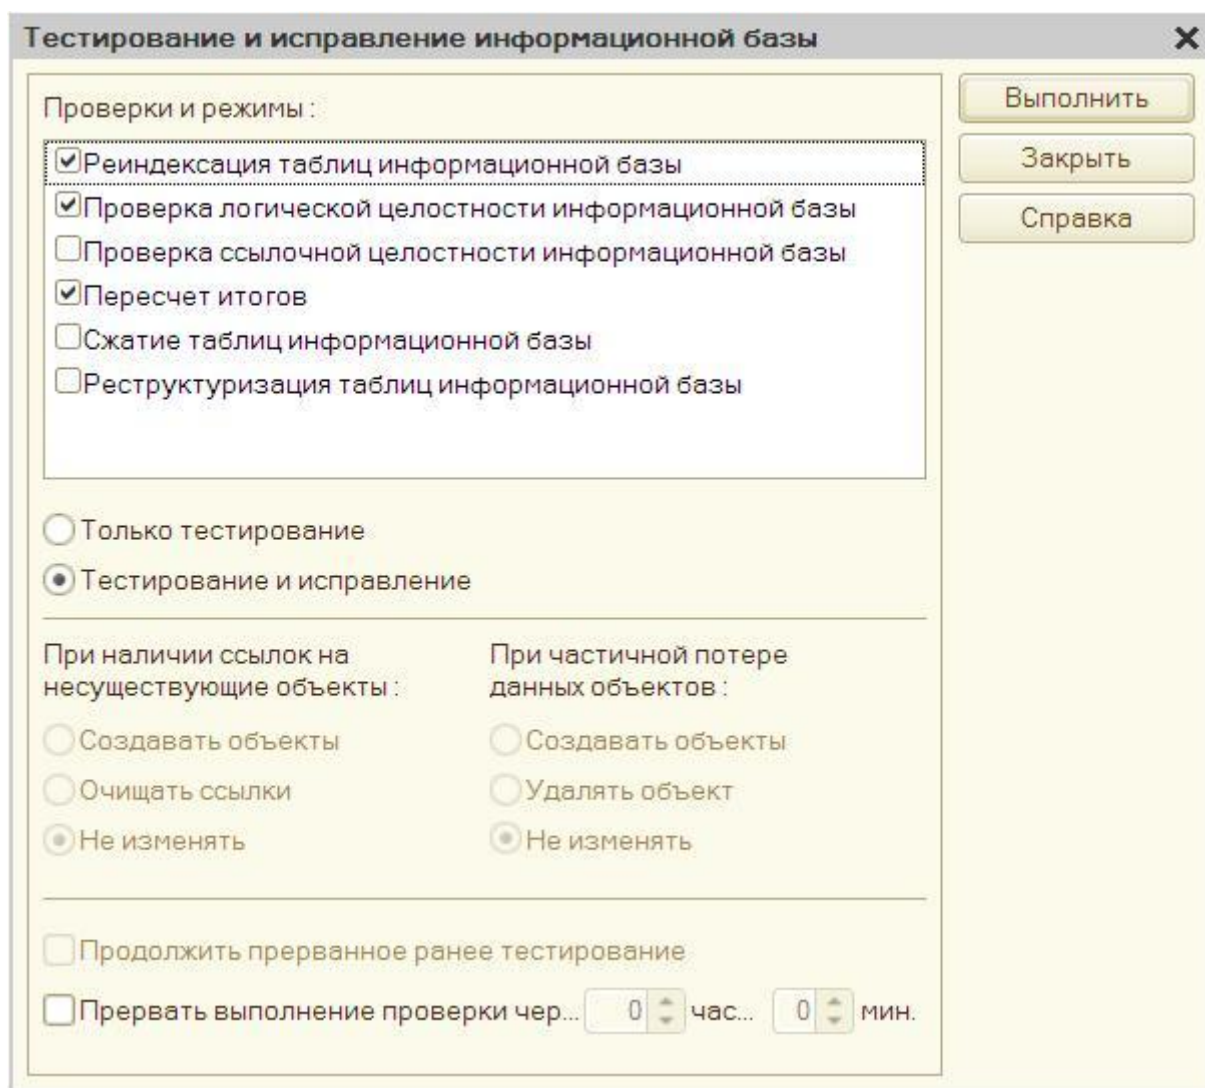 Тестирование и исправление информационной базы
Проверки и режимы :
Выполнить
Закрыть
Справка
Реиндексация таблиц информационной базы
Проверка логической целостности информационной базы
Проверка ссылочной целостности информационной базы
Пересчет итогов
Сжатие таблиц информационной базы
Реструктуризация таблиц информационной базы
Только тестирование
Тестирование и исправление
При наличии ссылок на
несуществующие объекты :
Создавать объекты
Очищать ссылки
Не изменять
При частичной потере
данных объектов :
Создавать объекты
Удалять объект
Не изменять
Продолжить прерванное ранее тестирование
Прервать выполнение проверки чер... 0 час... 0 мин.